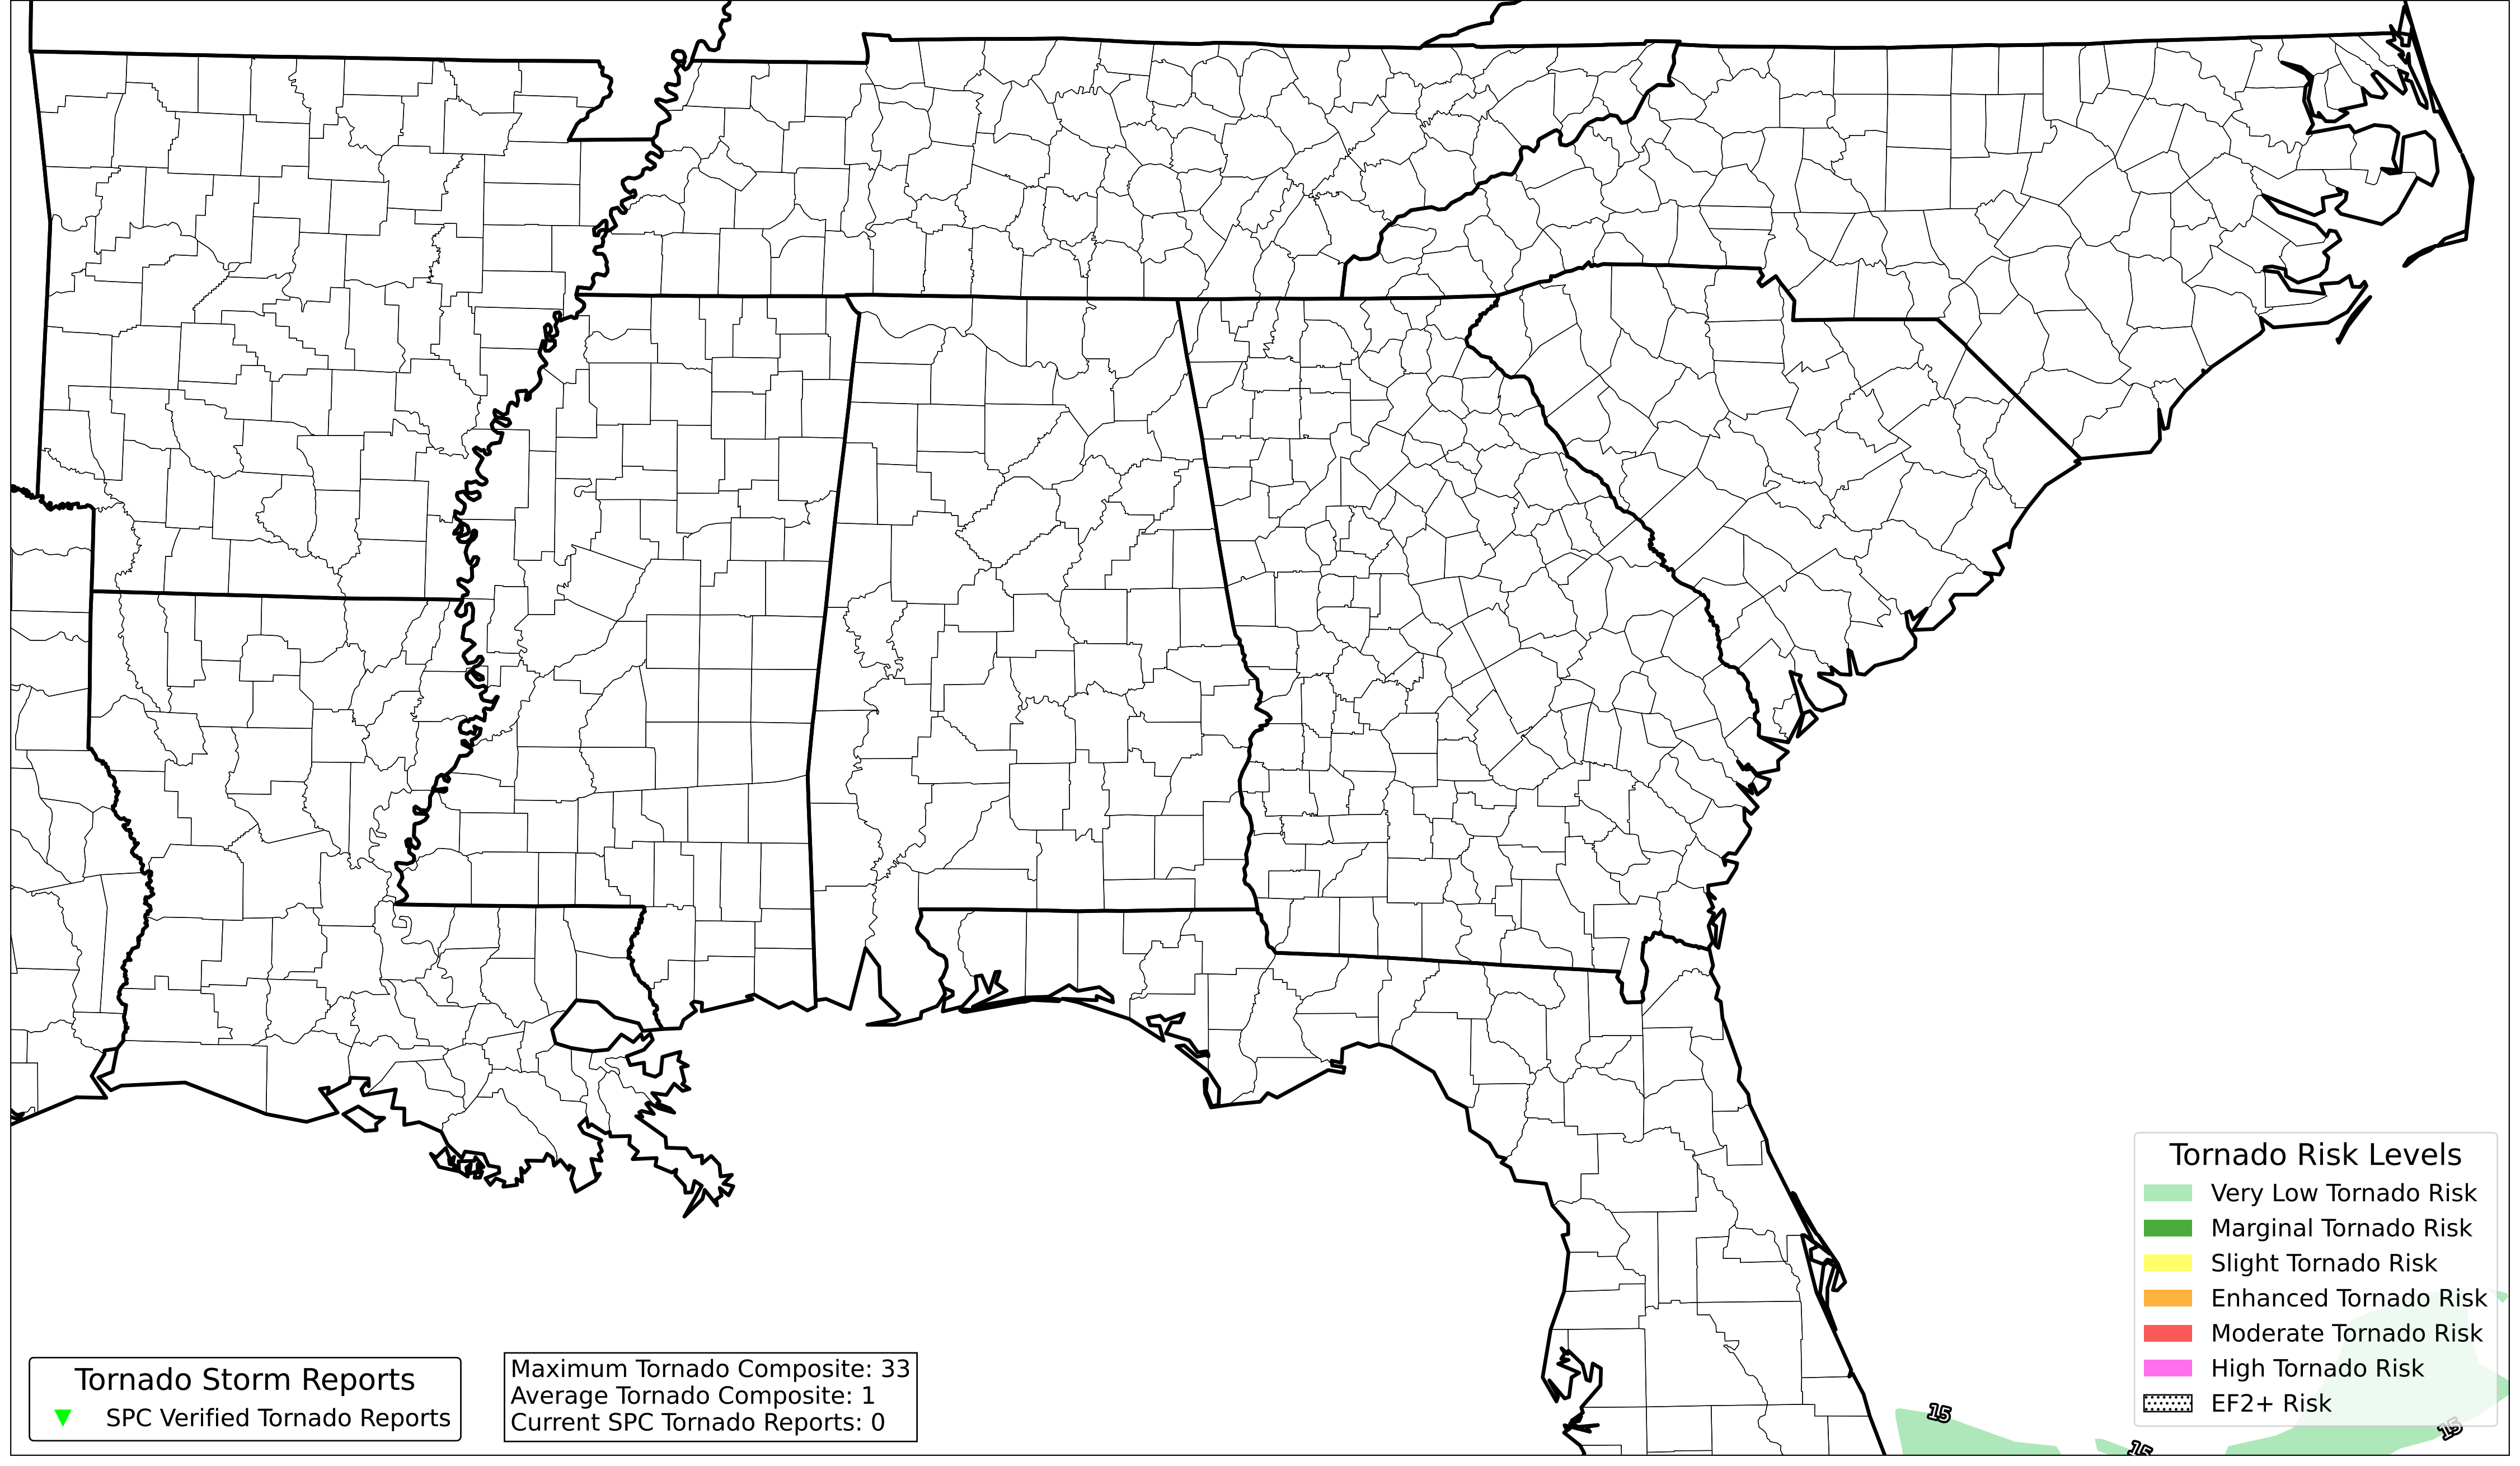 Tornado Risk Levels
Very Low Tornado Risk
Marginal Tornado Risk
Slight Tornado Risk
Enhanced Tornado Risk
Moderate Tornado Risk
High Tornado Risk
EF2+ Risk
Tornado Storm Reports
SPC Verified Tornado Reports
Maximum Tornado Composite: 33
Average Tornado Composite: 1
Current SPC Tornado Reports: 0
15
15
15